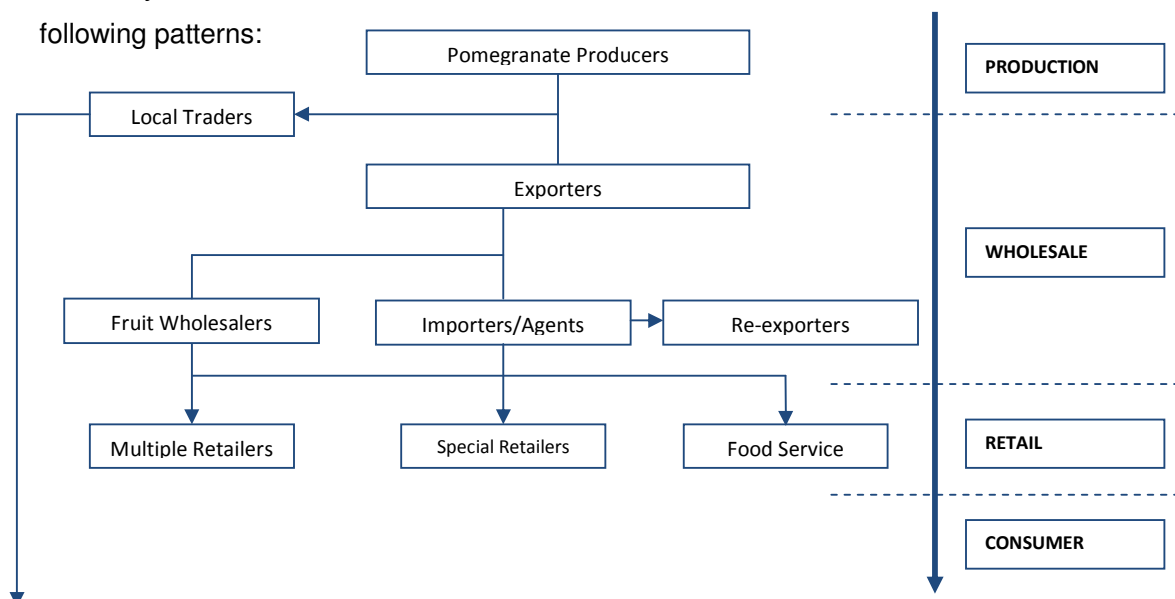 following patterns:
Pomegranate Producers
PRODUCTION
Local Traders
Exporters
WHOLESALE
Fruit Wholesalers
Importers/Agents
Re-exporters
Multiple Retailers
Special Retailers
Food Service
RETAIL
CONSUMER